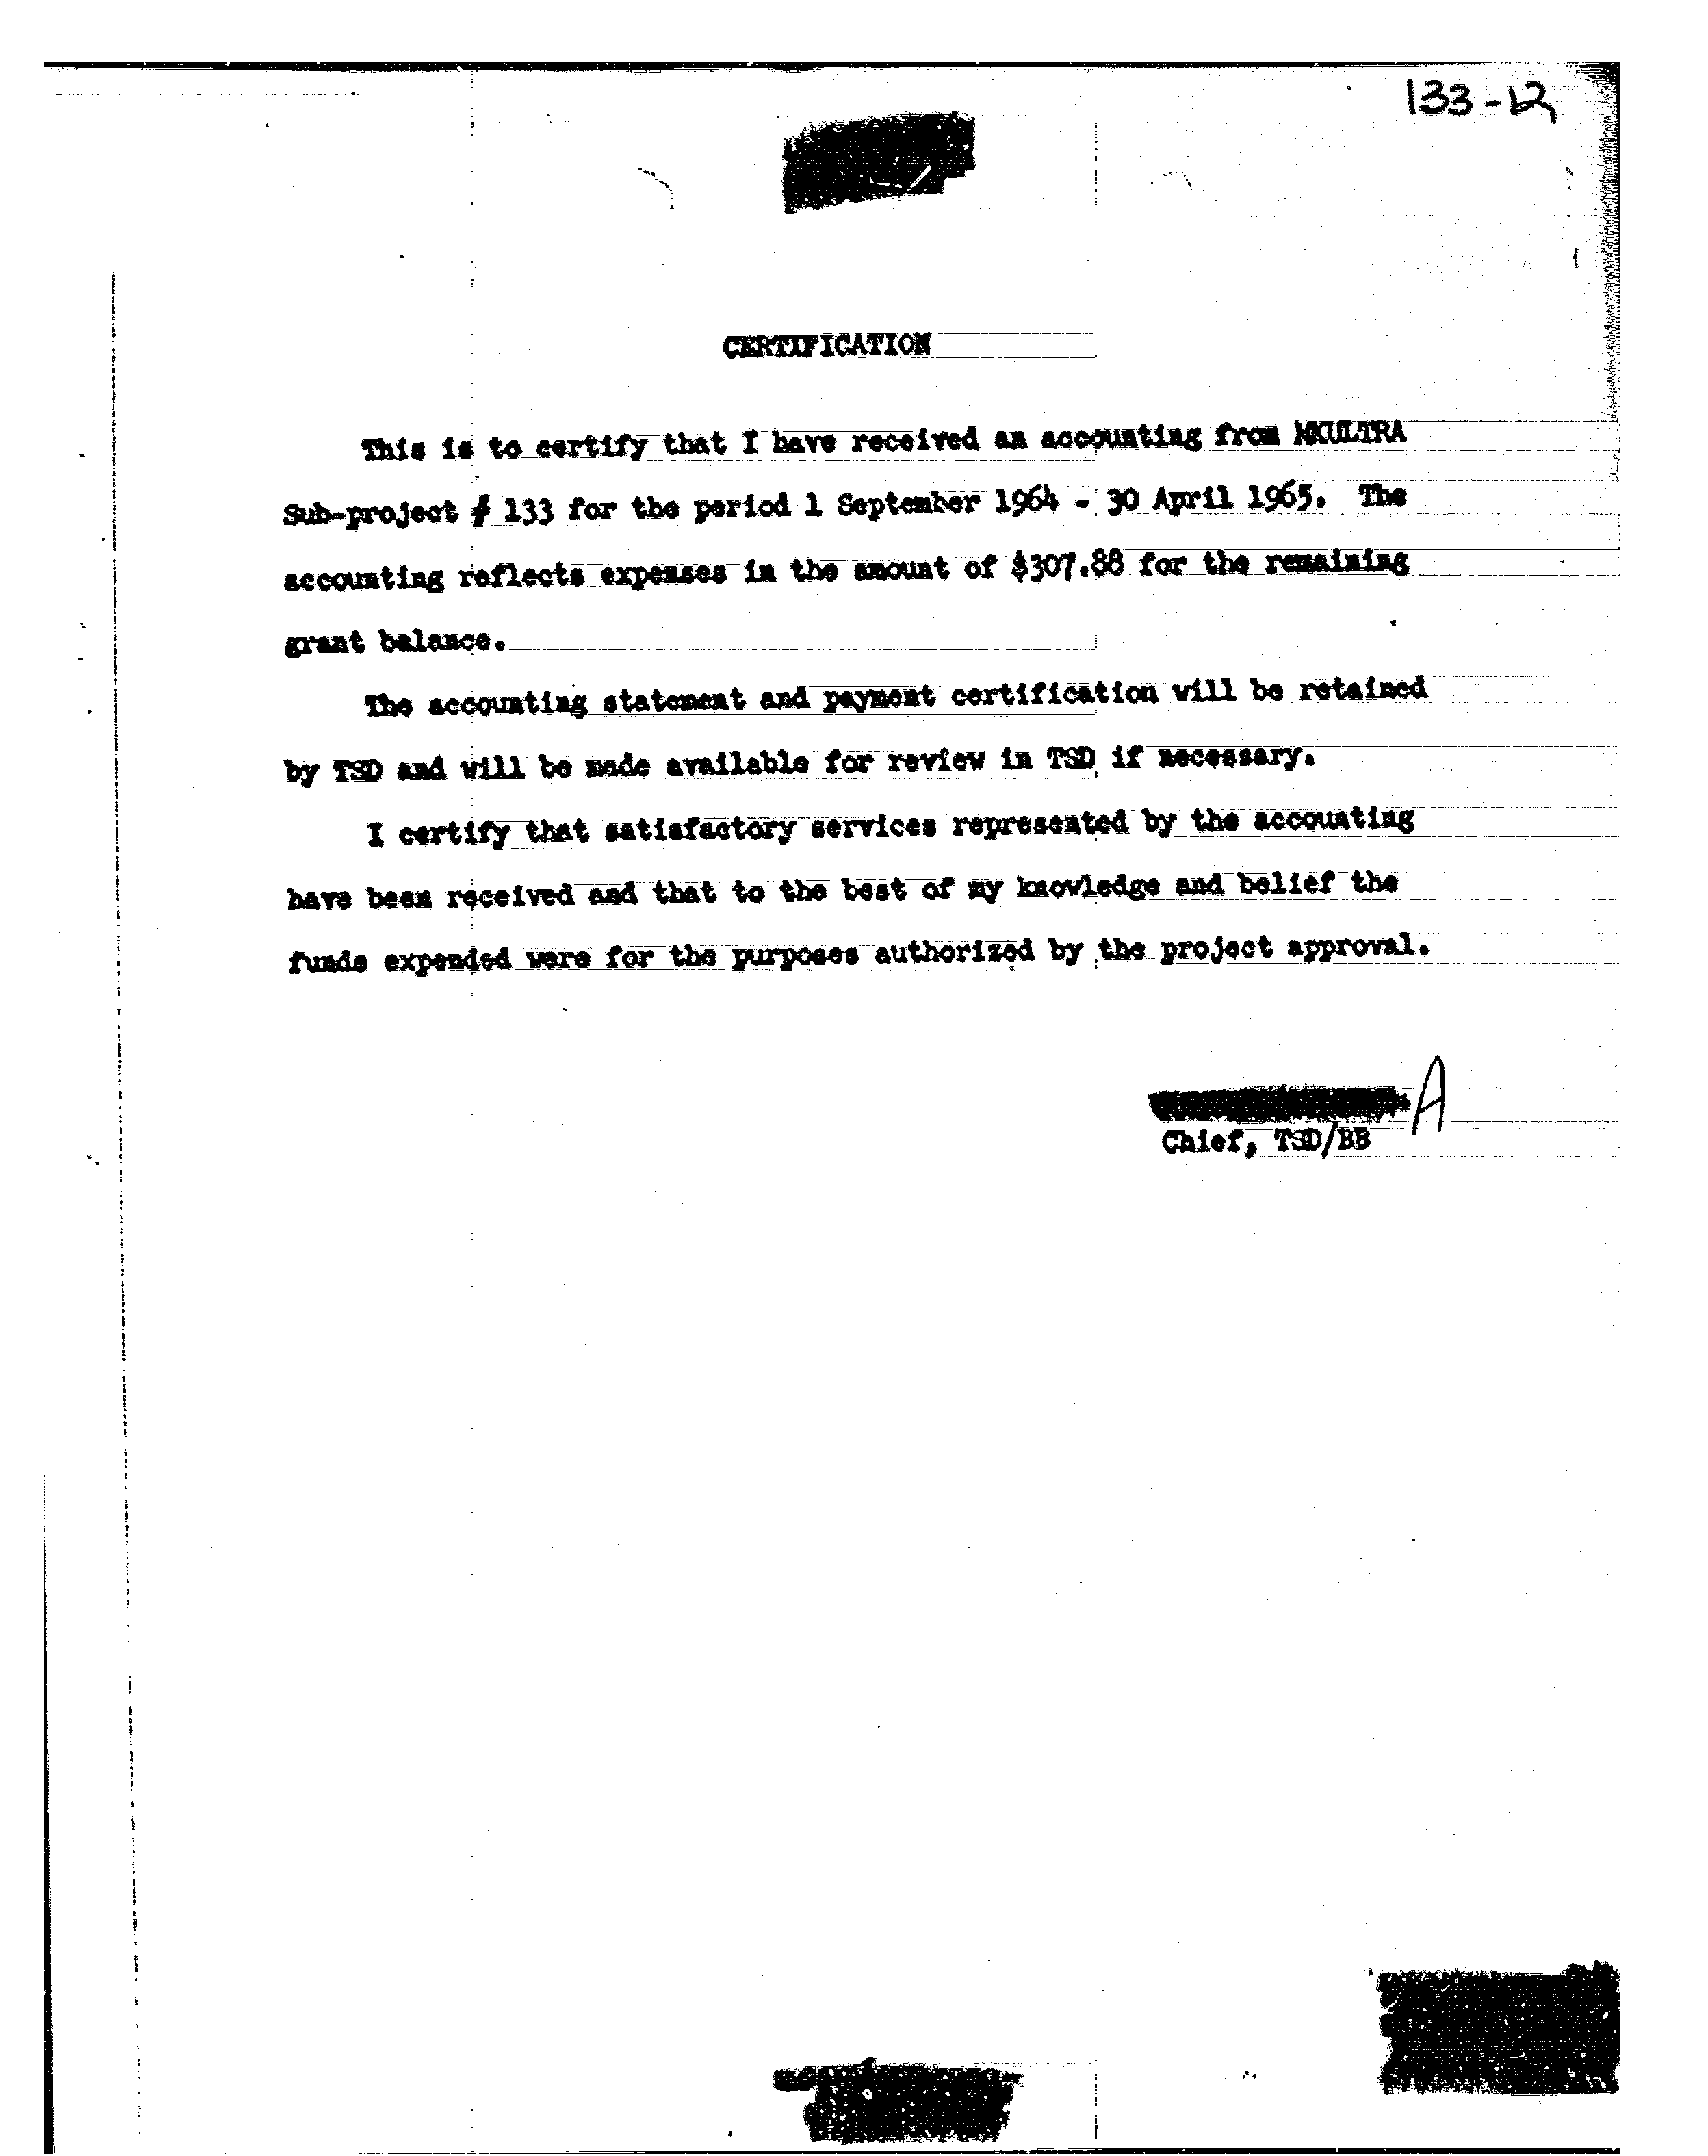 133-12
CERTIFICATION
This is to certify that I have received an accounting from MKULTRA
Sub-project # 133 for the period 1 September 1964 - 30 April 1965. The
accounting reflects expenses in the amount of $307.88 for the remaining
grant balance.
The accounting statement and payment certification will be retained
by TSD and will be made available for review in TSD if necessary.
I certify that satisfactory services represented by the accounting
have been received and that to the best of my knowledge and belief the
funds expended were for the purposes authorized by the project approval.
A
Chief, TSD/BB